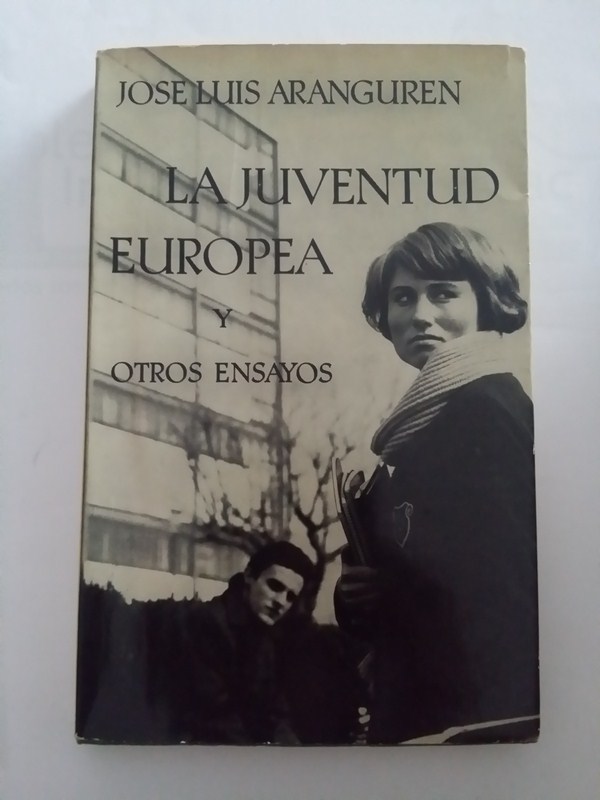 JOSE LUIS ARANGUREN
LA JUVENTUD
EUROPEA
Y
OTROS ENSAYOS